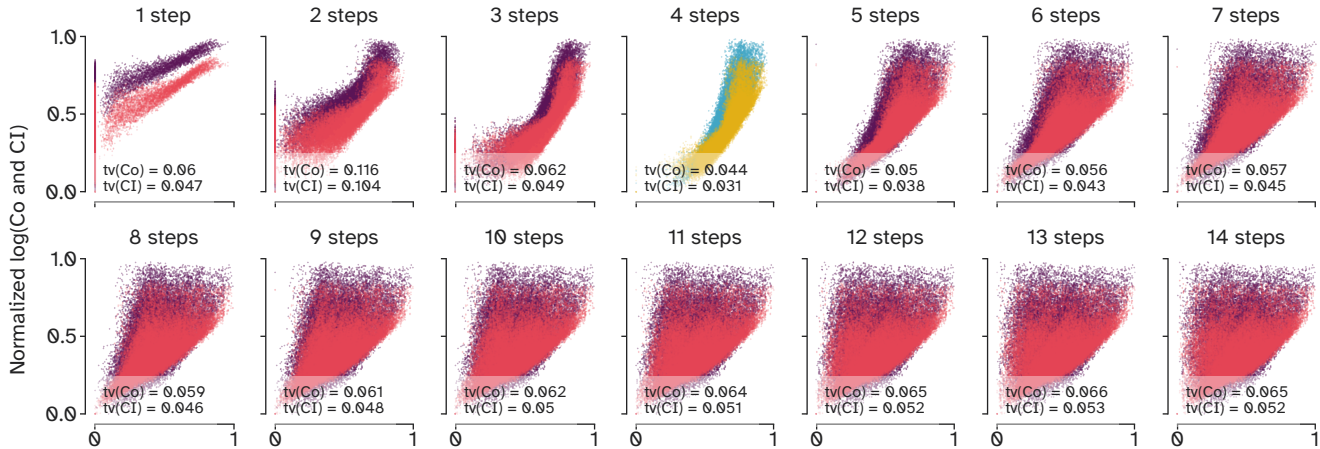 1 step
2 steps
3 steps
4 steps
5 steps
6 steps
7 steps
Normalized log(Co and CI)
1.0
0.5
0.0
tv(Co) = 0.06
tv(CI) = 0.047
tv(Co) = 0.116
tv(CI) = 0.104
tv(Co) = 0.062
tv(CI) = 0.049
tv(Co) = 0.044
tv(CI) = 0.031
tv(Co) = 0.05
tv(CI) = 0.038
tv(Co) = 0.056
tv(CI) = 0.043
tv(Co) = 0.057
tv(CI) = 0.045
8 steps
9 steps
10 steps
11 steps
12 steps
13 steps
14 steps
1.0
0.5
0.0
tv(Co) = 0.059
tv(CI) = 0.046
tv(Co) = 0.061
tv(CI) = 0.048
tv(Co) = 0.062
tv(CI) = 0.05
tv(Co) = 0.064
tv(CI) = 0.051
tv(Co) = 0.065
tv(CI) = 0.052
tv(Co) = 0.066
tv(CI) = 0.053
tv(Co) = 0.065
tv(CI) = 0.052
0 1
0 1
0 1
0 1
0 1
0 1
0 1